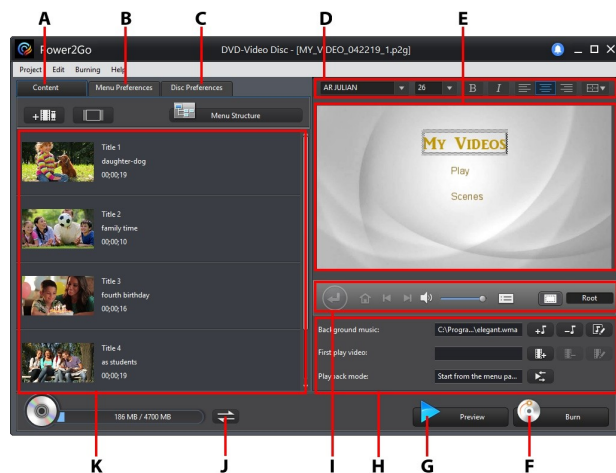 A B C D E
Power2Go DVD-Video Disc - [MY_VIDEO_042219_1.p2g]
Project Edit Burning Help
Content Menu Preferences Disc Preferences
AR JULIAN 26 B I
Menu Structure
Title 1
daughter-dog
00;00;19
Title 2
family time
00;00;10
Title 3
fourth birthday
00;00;16
Title 4
as students
00;00;19
My Videos
Play
Scenes
Root
Background music: C:\Progra...\elegant.wma
First play video:
Playback mode: Start from the menu pa...
186 MB / 4700 MB
Preview Burn
K J I H G F